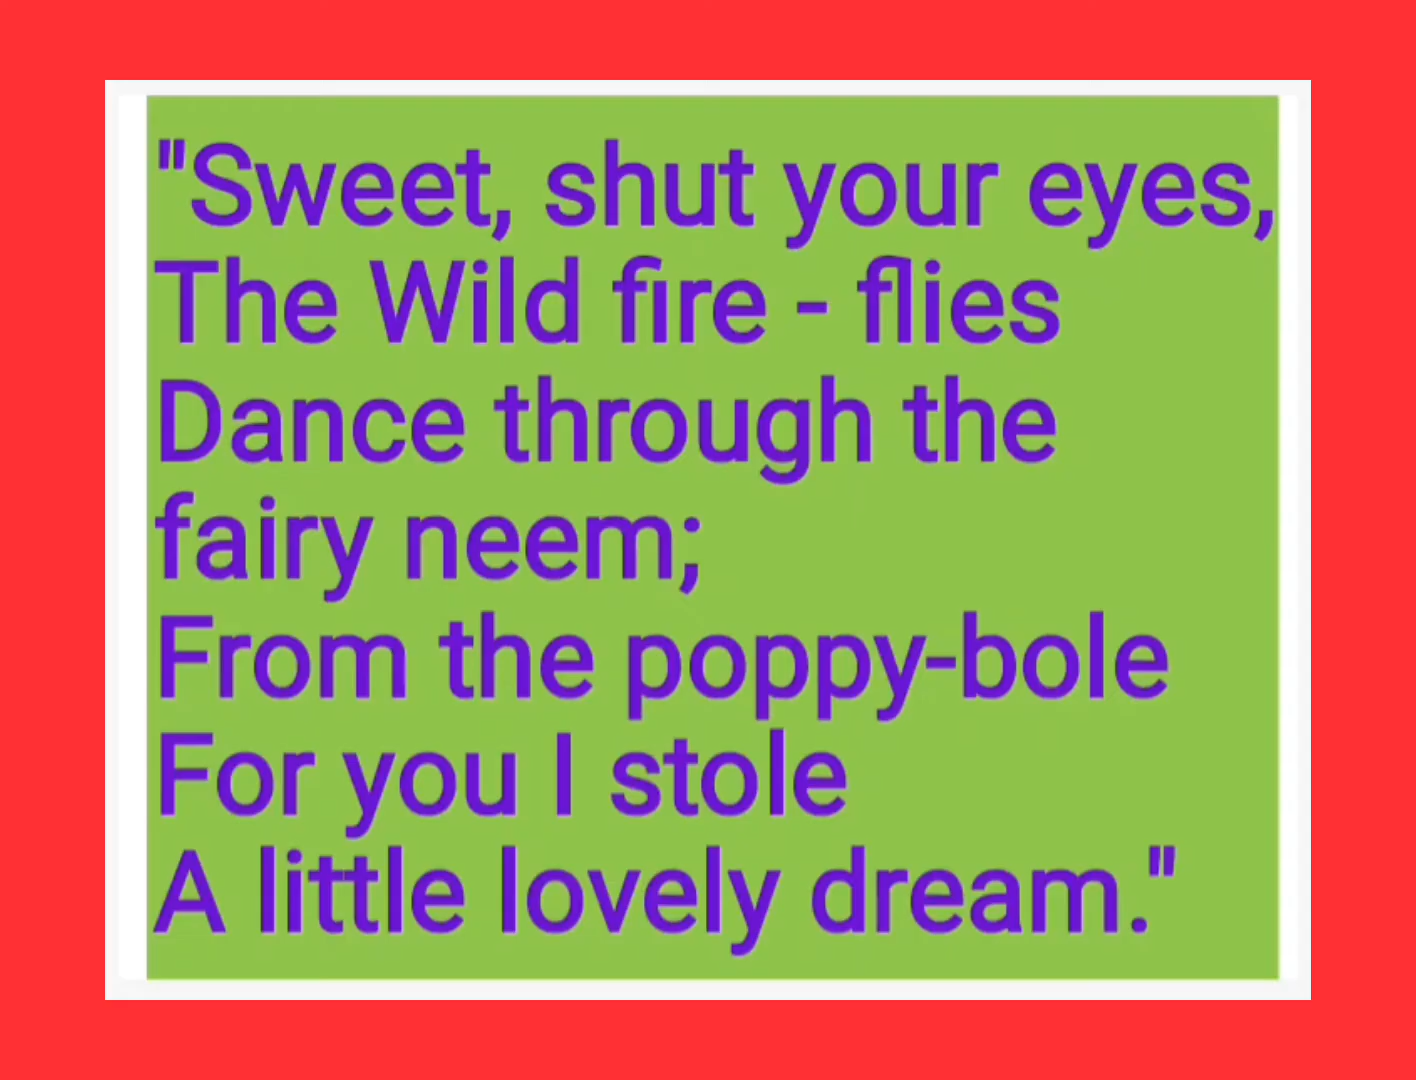 "Sweet, shut your eyes,
The Wild fire - flies
Dance through the
fairy neem;
From the poppy-bole
For you I stole
A little lovely dream."